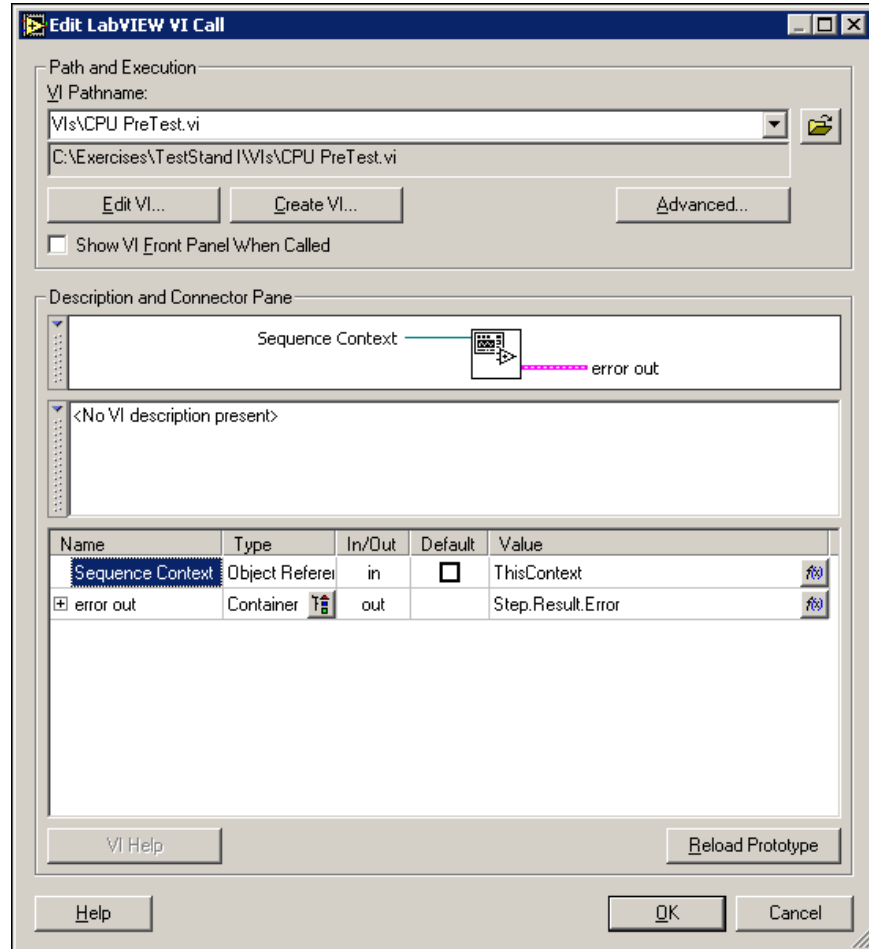 Edit LabVIEW VI Call
Path and Execution
VI Pathname:
VIs\CPU PreTest.vi
C:\Exercises\TestStand I\VIs\CPU PreTest.vi
Edit VI...
Create VI...
Advanced...
Show VI Front Panel When Called
Description and Connector Pane
Sequence Context
error out
<No VI description present>
Name Type In/Out Default Value
Sequence Context Object Referei in ThisContext f(x)
error out Container out Step.Result.Error f(x)
VI Help
Reload Prototype
Help
OK
Cancel